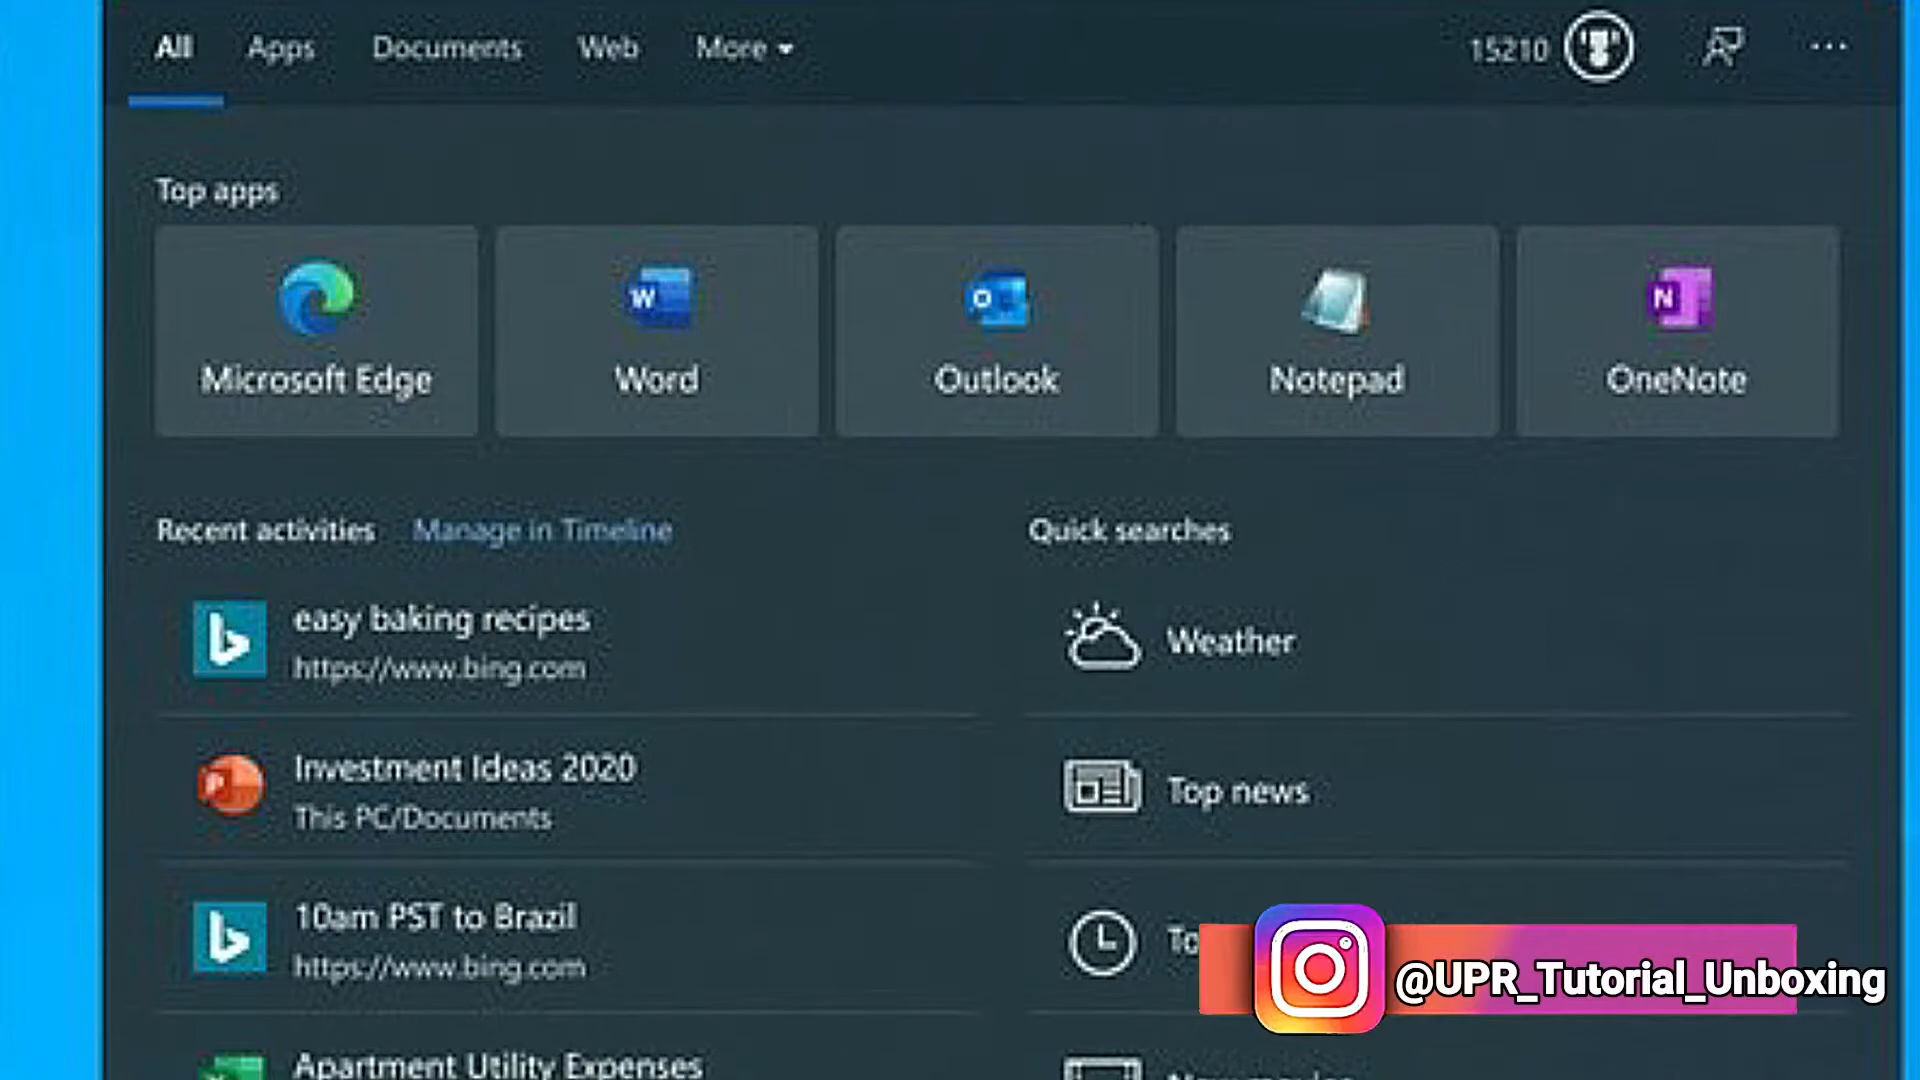 All Apps Documents Web More 15210
Top apps
Microsoft Edge Word Outlook Notepad OneNote
Recent activities Manage in Timeline Quick searches
easy baking recipes
https://www.bing.com
Weather
Investment Ideas 2020
This PC/Documents
Top news
10am PST to Brazil
https://www.bing.com
@UPR_Tutorial_Unboxing
Apartment Utility Expenses